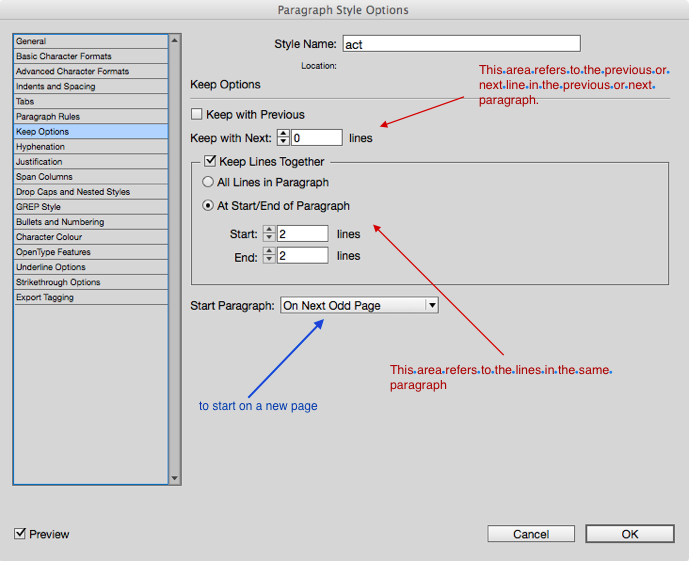 Paragraph Style Options
General
Basic Character Formats
Advanced Character Formats
Indents and Spacing
Tabs
Paragraph Rules
Keep Options
Hyphenation
Justification
Span Columns
Drop Caps and Nested Styles
GREP Style
Bullets and Numbering
Character Colour
OpenType Features
Underline Options
Strikethrough Options
Export Tagging
Style Name: act
Location:
Keep Options
This area refers to the previous or
next line in the previous or next
paragraph.
Keep with Previous
Keep with Next: 0 lines
Keep Lines Together
All Lines in Paragraph
At Start/End of Paragraph
Start: 2 lines
End: 2 lines
Start Paragraph: On Next Odd Page
This area refers to the lines in the same
paragraph
to start on a new page
Preview
Cancel
OK